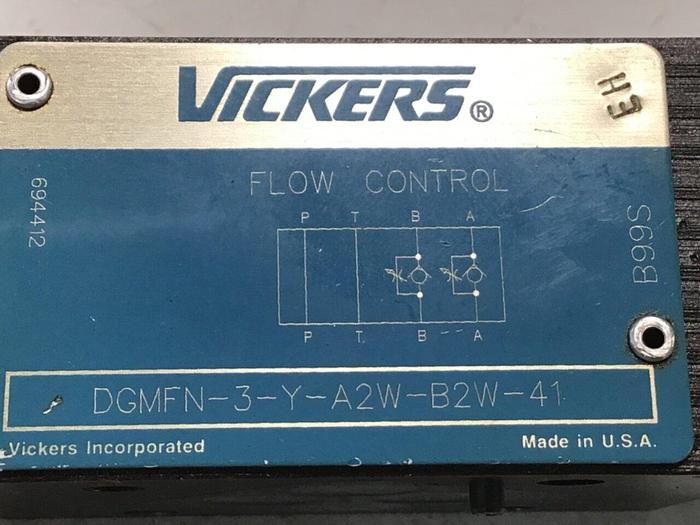 VICKERS®
EH
694412
FLOW CONTROL
P T B A
B99S
P T B A
DGMFN-3-Y-A2W-B2W-41
Vickers Incorporated
Made in U.S.A.